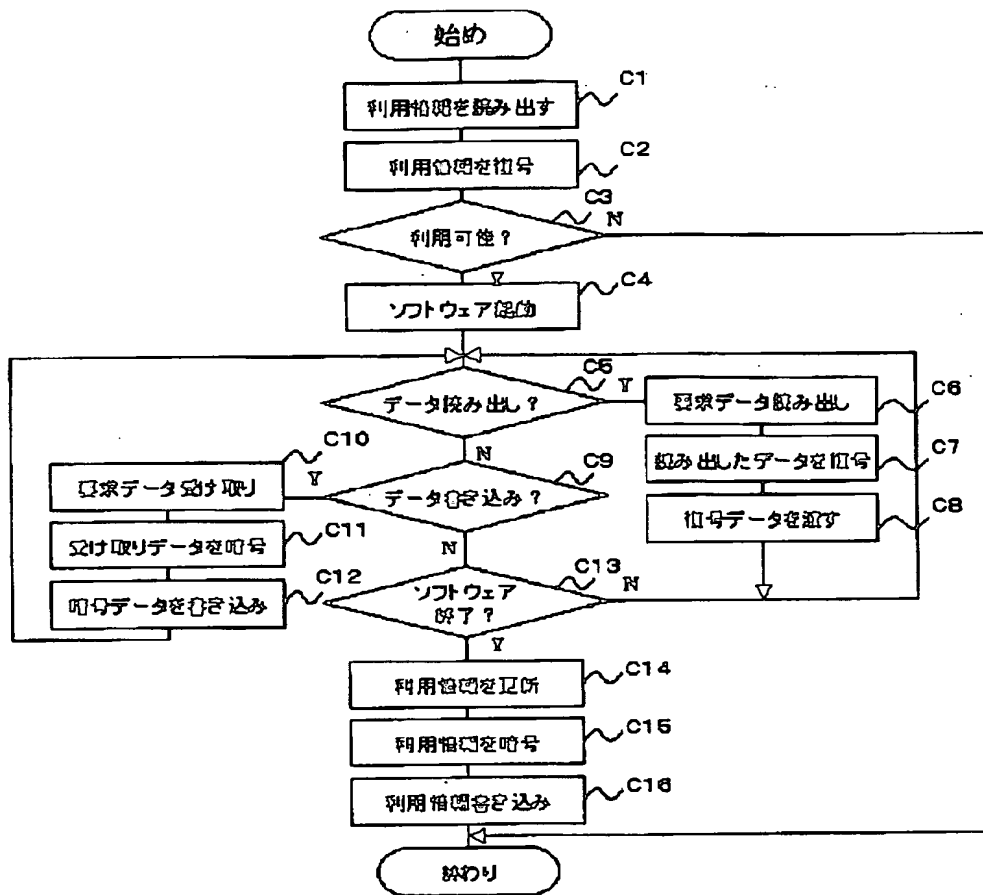 始め
C1
利用情報を読み出す
C2
利用情報を復号
C3
N
利用可能？
Y
C4
ソフトウェア起動
C5
Y
データ読み出し？
C6
要求データ読み出し
N
C7
読み出したデータを復号
C8
復号データを渡す
C9
データ書き込み？
Y
C10
要求データ受け取り
C11
受け取りデータを暗号
N
C12
暗号データを書き込み
C13
N
ソフトウェア
終了？
Y
C14
利用情報を更新
C15
利用情報を暗号
C16
利用情報書き込み
終わり